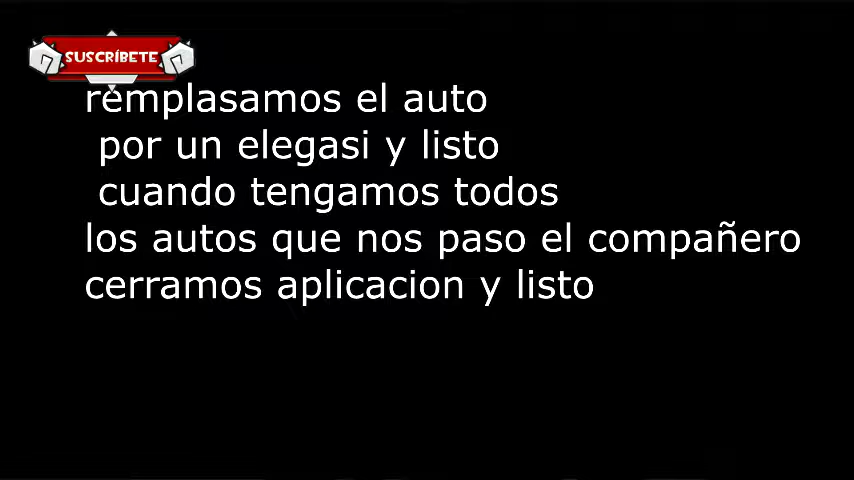 SUSCRÍBETE
remplasamos el auto
por un elegasi y listo
cuando tengamos todos
los autos que nos paso el compañero
cerramos aplicacion y listo